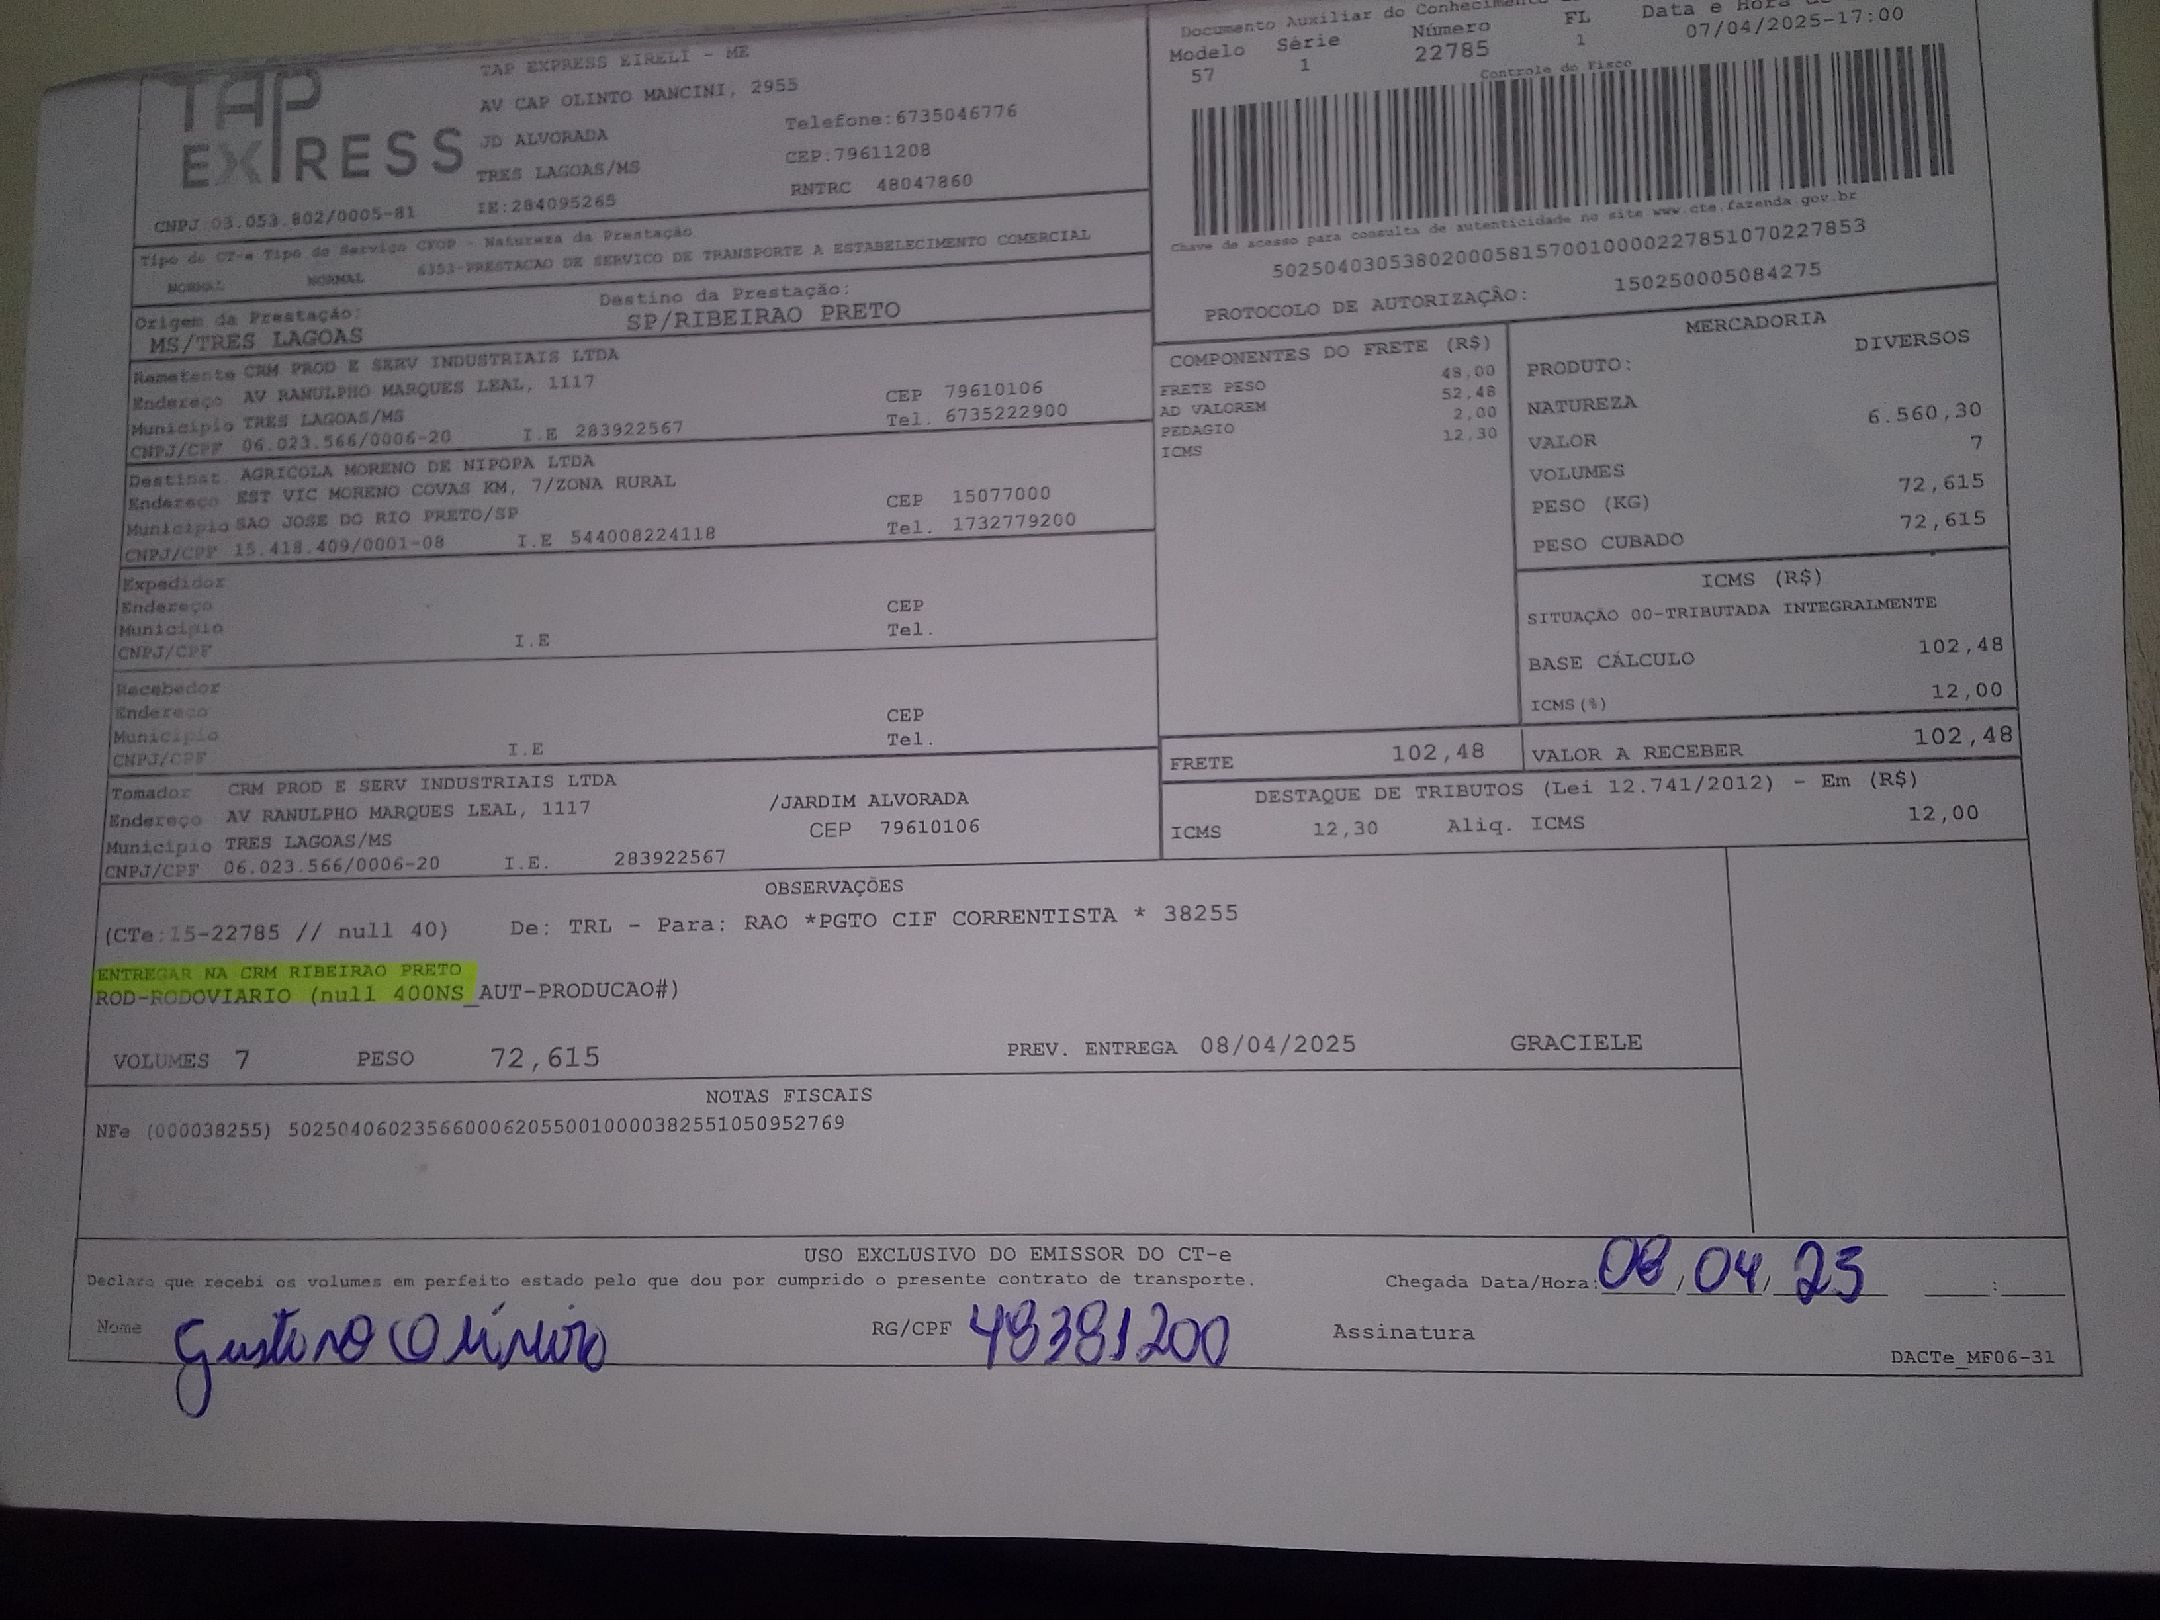 TAP EXPRESS
TAP EXPRESS EIRELI - ME
AV CAP OLINTO MANCINI, 2955
JD ALVORADA
Telefone:6735046776
TRES LAGOAS/MS
CEP:79611208
CNPJ:03.053.802/0005-81
IE:284095265
RNTRC 48047860
Documento Auxiliar do Conhecimento
Modelo Série Número FL Data e Hora
57 1 22785 1 07/04/2025-17:00
Controle do Fisco
Chave de acesso para consulta de autenticidade no site www.cte.fazenda.gov.br
50250403053802000581570010000227851070227853
PROTOCOLO DE AUTORIZAÇÃO: 150250005084275
Tipo do CT-e Tipo do Serviço CFOP - Natureza da Prestação
NORMAL NORMAL 6353-PRESTACAO DE SERVICO DE TRANSPORTE A ESTABELECIMENTO COMERCIAL
Origem da Prestação: Destino da Prestação:
MS/TRES LAGOAS SP/RIBEIRAO PRETO
Remetente CRM PROD E SERV INDUSTRIAIS LTDA
Endereço AV RANULPHO MARQUES LEAL, 1117 CEP 79610106
Município TRES LAGOAS/MS Tel. 6735222900
CNPJ/CPF 06.023.566/0006-20 I.E 283922567
Destinat. AGRICOLA MORENO DE NIPOPA LTDA
Endereço EST VIC MORENO COVAS KM, 7/ZONA RURAL CEP 15077000
Município SAO JOSE DO RIO PRETO/SP Tel. 1732779200
CNPJ/CPF 15.418.409/0001-08 I.E 544008224118
Expedidor
Endereço CEP
Município Tel.
CNPJ/CPF I.E
Recebedor
Endereço CEP
Município Tel.
CNPJ/CPF I.E
Tomador CRM PROD E SERV INDUSTRIAIS LTDA
Endereço AV RANULPHO MARQUES LEAL, 1117 /JARDIM ALVORADA
Município TRES LAGOAS/MS CEP 79610106
CNPJ/CPF 06.023.566/0006-20 I.E. 283922567
COMPONENTES DO FRETE (R$)
FRETE PESO 48,00
AD VALOREM 52,48
PEDAGIO 2,00
ICMS 12,30
MERCADORIA
PRODUTO: DIVERSOS
NATUREZA
VALOR 6.560,30
VOLUMES 7
PESO (KG) 72,615
PESO CUBADO 72,615
ICMS (R$)
SITUAÇÃO 00-TRIBUTADA INTEGRALMENTE
BASE CÁLCULO 102,48
ICMS(%) 12,00
FRETE 102,48 VALOR A RECEBER 102,48
DESTAQUE DE TRIBUTOS (Lei 12.741/2012) - Em (R$)
ICMS 12,30 Aliq. ICMS 12,00
OBSERVAÇÕES
(CTe:15-22785 // null 40) De: TRL - Para: RAO *PGTO CIF CORRENTISTA * 38255
ENTREGAR NA CRM RIBEIRAO PRETO
ROD-RODOVIARIO (null 400NS_AUT-PRODUCAO#)
VOLUMES 7 PESO 72,615 PREV. ENTREGA 08/04/2025 GRACIELE
NOTAS FISCAIS
NFe (000038255) 50250406023566000620550010000382551050952769
USO EXCLUSIVO DO EMISSOR DO CT-e
Declaro que recebi os volumes em perfeito estado pelo que dou por cumprido o presente contrato de transporte. Chegada Data/Hora: 08/04/25 :
Nome Gustavo RG/CPF 48381200 Assinatura
DACTe_MF06-31